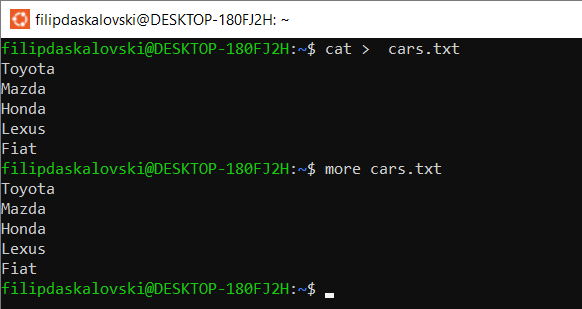 filipdaskalovski@DESKTOP-180FJ2H: ~
filipdaskalovski@DESKTOP-180FJ2H:~$ cat >  cars.txt
Toyota
Mazda
Honda
Lexus
Fiat
filipdaskalovski@DESKTOP-180FJ2H:~$ more cars.txt
Toyota
Mazda
Honda
Lexus
Fiat
filipdaskalovski@DESKTOP-180FJ2H:~$